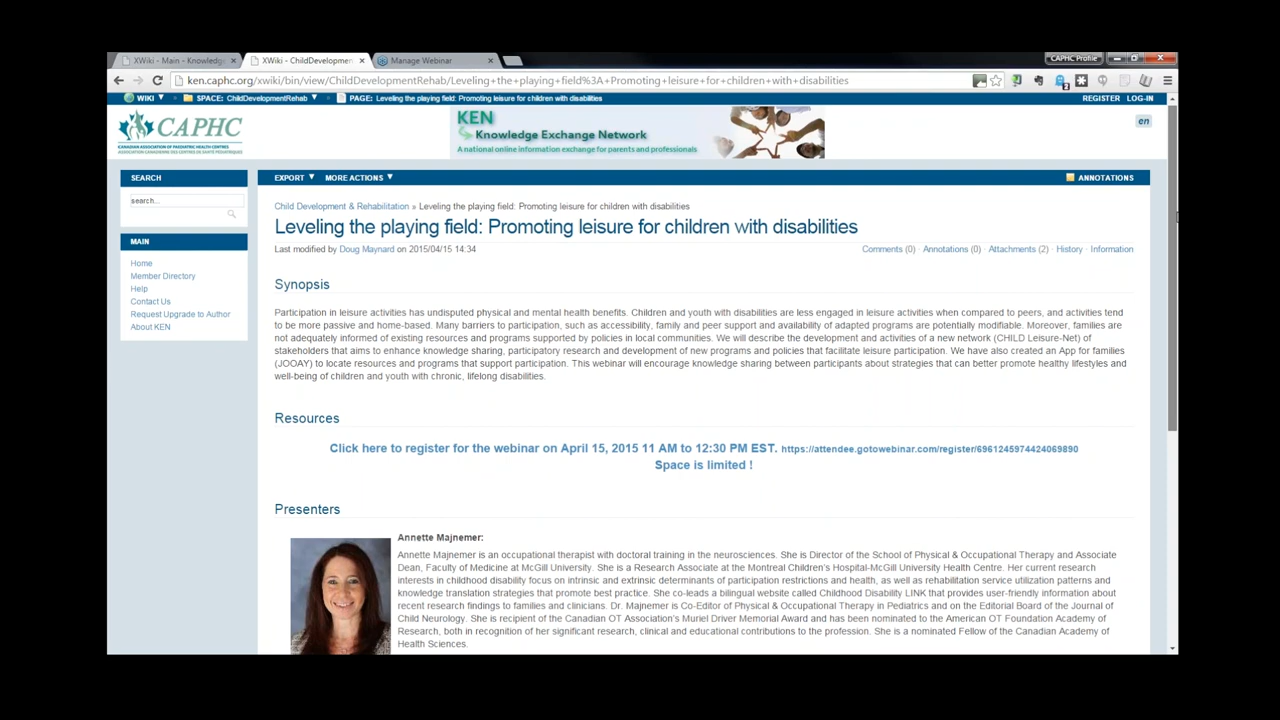 XWiki - Main - Knowledg
XWiki - ChildDevelopmen
Manage Webinar
CAPHC Profile
ken.caphc.org/xwiki/bin/view/ChildDevelopmentRehab/Leveling+the+playing+field%3A+Promoting+leisure+for+children+with+disabilities
WIKI SPACE: ChildDevelopmentRehab PAGE: Leveling the playing field: Promoting leisure for children with disabilities REGISTER LOG-IN
CAPHC
CANADIAN ASSOCIATION OF PAEDIATRIC HEALTH CENTRES
ASSOCIATION CANADIENNE DES CENTRES DE SANTÉ PÉDIATRIQUES
KEN
Knowledge Exchange Network
A national online information exchange for parents and professionals
en
SEARCH
search...
MAIN
Home
Member Directory
Help
Contact Us
Request Upgrade to Author
About KEN
EXPORT MORE ACTIONS ANNOTATIONS
Child Development & Rehabilitation » Leveling the playing field: Promoting leisure for children with disabilities
Leveling the playing field: Promoting leisure for children with disabilities
Last modified by Doug Maynard on 2015/04/15 14:34
Comments (0) · Annotations (0) · Attachments (2) · History · Information
Synopsis
Participation in leisure activities has undisputed physical and mental health benefits. Children and youth with disabilities are less engaged in leisure activities when compared to peers, and activities tend
to be more passive and home-based. Many barriers to participation, such as accessibility, family and peer support and availability of adapted programs are potentially modifiable. Moreover, families are
not adequately informed of existing resources and programs supported by policies in local communities. We will describe the development and activities of a new network (CHILD Leisure-Net) of
stakeholders that aims to enhance knowledge sharing, participatory research and development of new programs and policies that facilitate leisure participation. We have also created an App for families
(JOOAY) to locate resources and programs that support participation. This webinar will encourage knowledge sharing between participants about strategies that can better promote healthy lifestyles and
well-being of children and youth with chronic, lifelong disabilities.
Resources
Click here to register for the webinar on April 15, 2015 11 AM to 12:30 PM EST. https://attendee.gotowebinar.com/register/6961245974424069890
Space is limited !
Presenters
Annette Majnemer:
Annette Majnemer is an occupational therapist with doctoral training in the neurosciences. She is Director of the School of Physical & Occupational Therapy and Associate
Dean, Faculty of Medicine at McGill University. She is a Research Associate at the Montreal Children's Hospital-McGill University Health Centre. Her current research
interests in childhood disability focus on intrinsic and extrinsic determinants of participation restrictions and health, as well as rehabilitation service utilization patterns and
knowledge translation strategies that promote best practice. She co-leads a bilingual website called Childhood Disability LINK that provides user-friendly information about
recent research findings to families and clinicians. Dr. Majnemer is Co-Editor of Physical & Occupational Therapy in Pediatrics and on the Editorial Board of the Journal of
Child Neurology. She is recipient of the Canadian OT Association's Muriel Driver Memorial Award and has been nominated to the American OT Foundation Academy of
Research, both in recognition of her significant research, clinical and educational contributions to the profession. She is a nominated Fellow of the Canadian Academy of
Health Sciences.